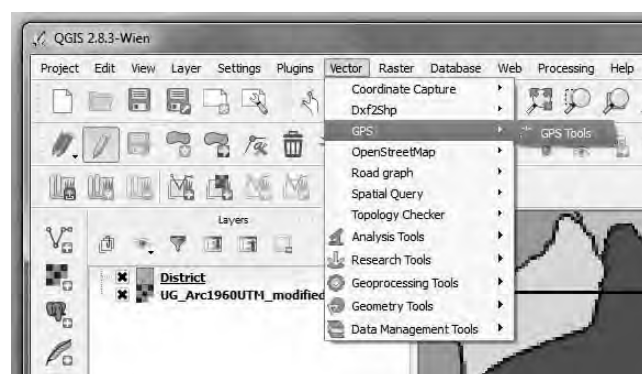 QGIS 2.8.3-Wien
Project Edit View Layer Settings Plugins Vector Raster Database Web Processing Help
Coordinate Capture
Dxf2Shp
GPS
GPS Tools
OpenStreetMap
Road graph
Spatial Query
Topology Checker
Analysis Tools
Research Tools
Geoprocessing Tools
Geometry Tools
Data Management Tools
Layers
District
UG_Arc1960UTM_modified